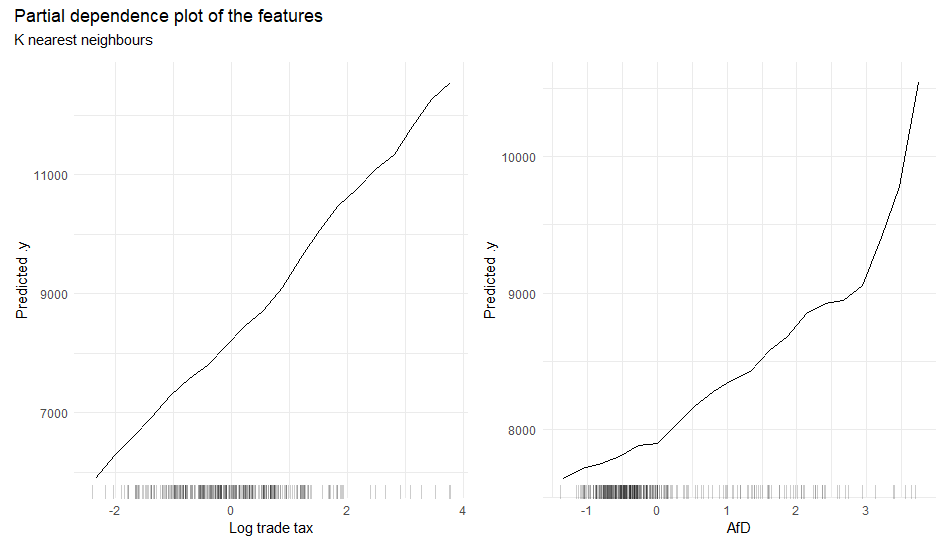 Partial dependence plot of the features
K nearest neighbours
Predicted .y
11000
9000
7000
-2
0
2
4
Log trade tax
Predicted .y
10000
9000
8000
-1
0
1
2
3
AfD